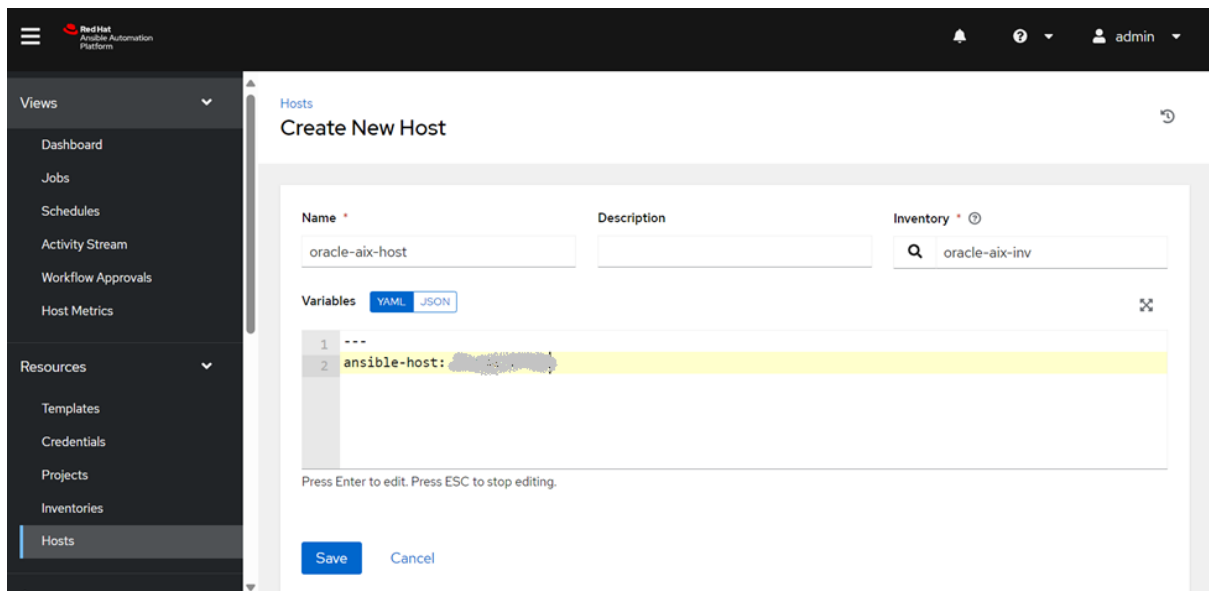 Red Hat
Ansible Automation
Platform
admin
Views
Dashboard
Jobs
Schedules
Activity Stream
Workflow Approvals
Host Metrics
Resources
Templates
Credentials
Projects
Inventories
Hosts
Hosts
Create New Host
Name * Description Inventory *
oracle-aix-host oracle-aix-inv
Variables YAML JSON
1 ---
2 ansible-host:
Press Enter to edit. Press ESC to stop editing.
Save Cancel